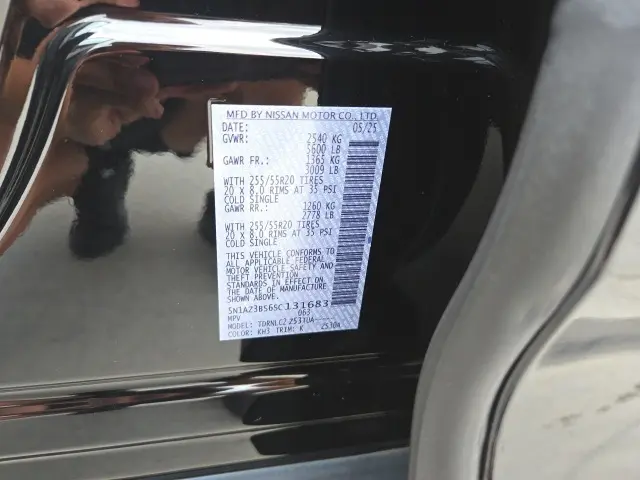 MFD BY NISSAN MOTOR CO., LTD.
DATE: 05/25
GVWR: 2540 KG
5600 LB
GAWR FR.: 1365 KG
3009 LB
WITH 255/55R20 TIRES
20 X 8.0 RIMS AT 35 PSI
COLD SINGLE
GAWR RR.: 1260 KG
2778 LB
WITH 255/55R20 TIRES
20 X 8.0 RIMS AT 35 PSI
COLD SINGLE
THIS VEHICLE CONFORMS TO
ALL APPLICABLE FEDERAL
MOTOR VEHICLE SAFETY AND
THEFT PREVENTION
STANDARDS IN EFFECT ON
THE DATE OF MANUFACTURE
ABOVE.
5N1AZ3BS6SC131683
MPV 063
MODEL:
COLOR: KH3 TRIM: K 2530A